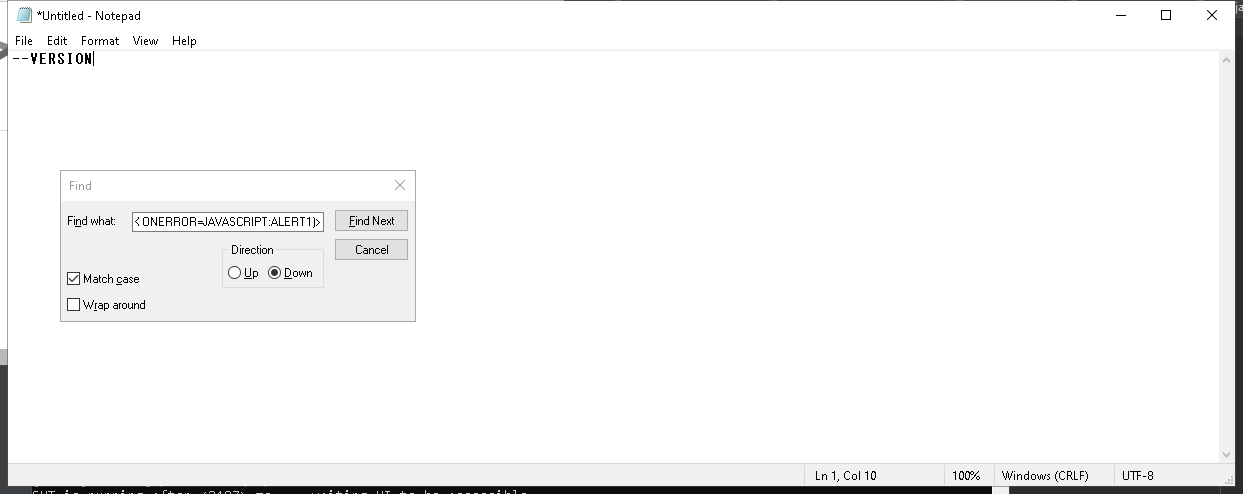 *Untitled - Notepad
File Edit Format View Help
--VERSION
Find
Find what: < ONERROR=JAVASCRIPT:ALERT1)> Find Next
Direction Cancel
Up Down
Match case
Wrap around
Ln 1, Col 10 100% Windows (CRLF) UTF-8